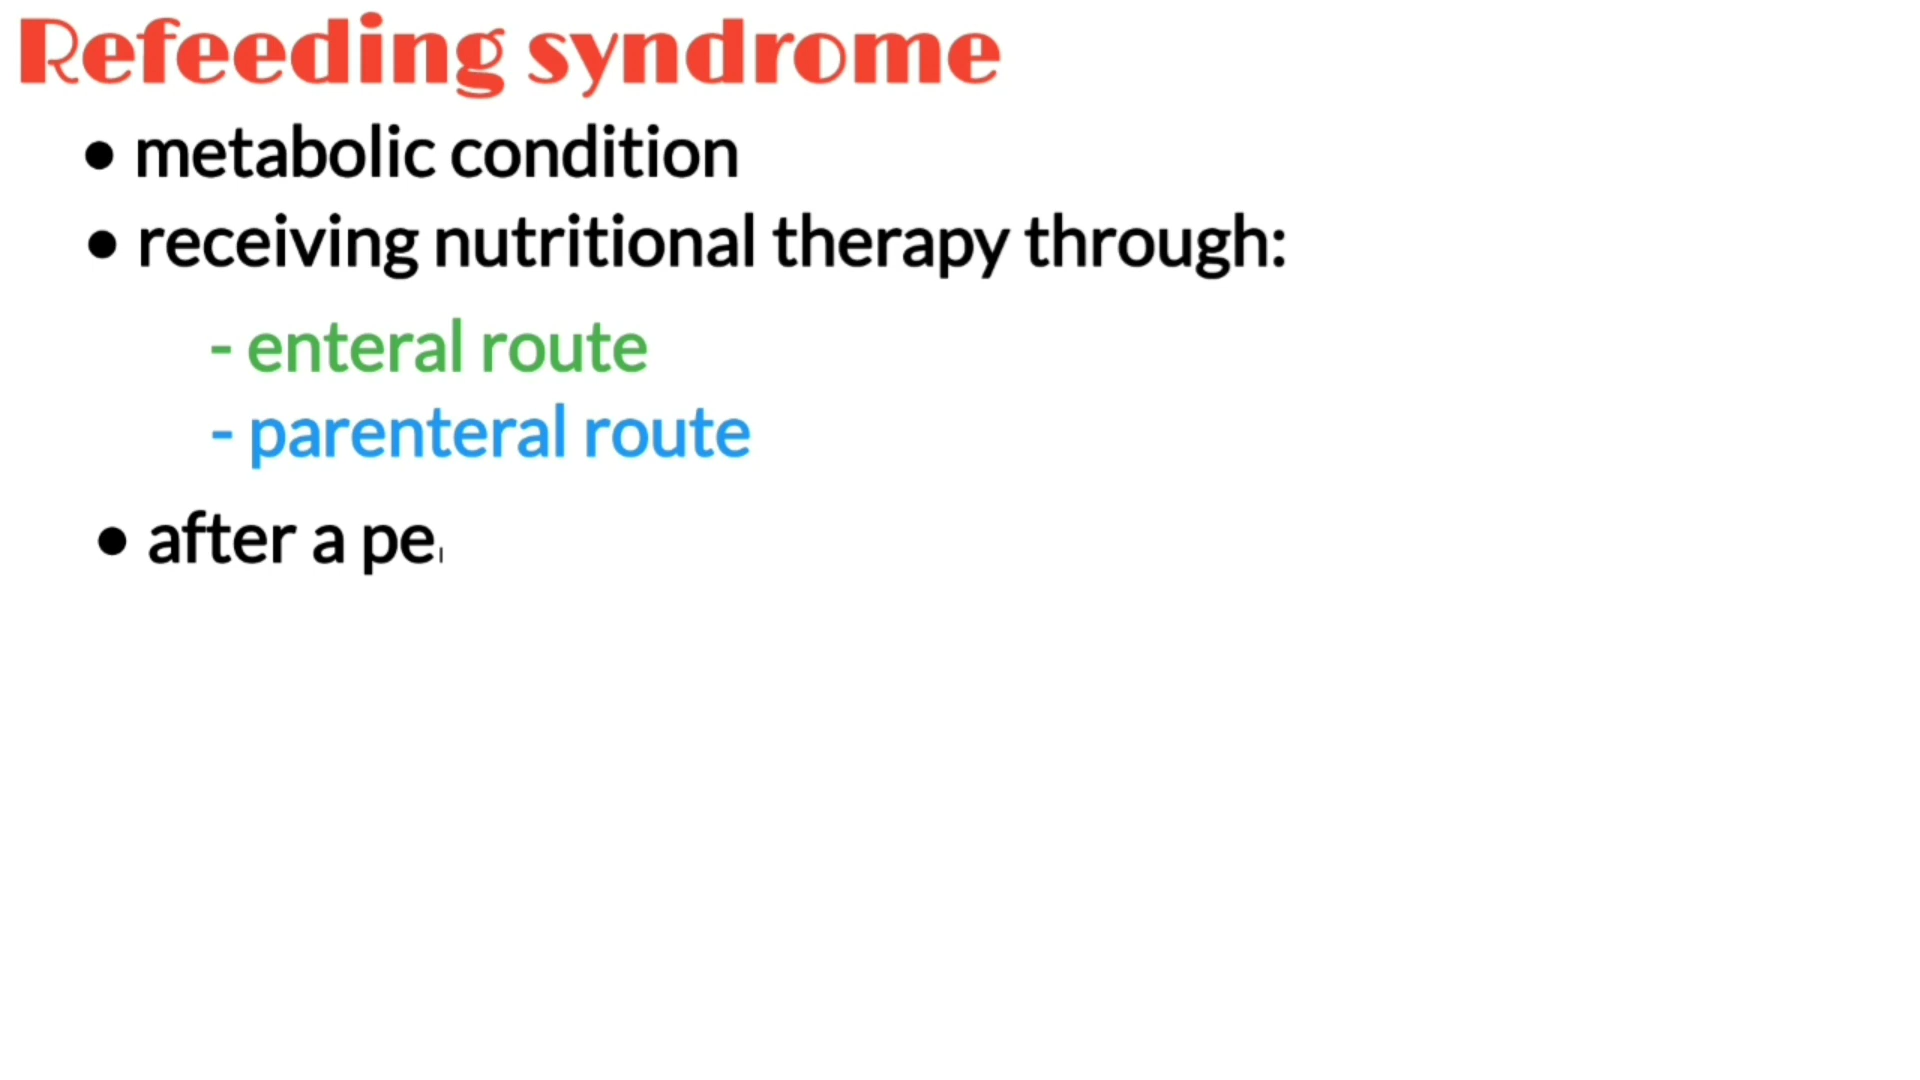 Refeeding syndrome
• metabolic condition
• receiving nutritional therapy through:
- enteral route
- parenteral route
• after a pe